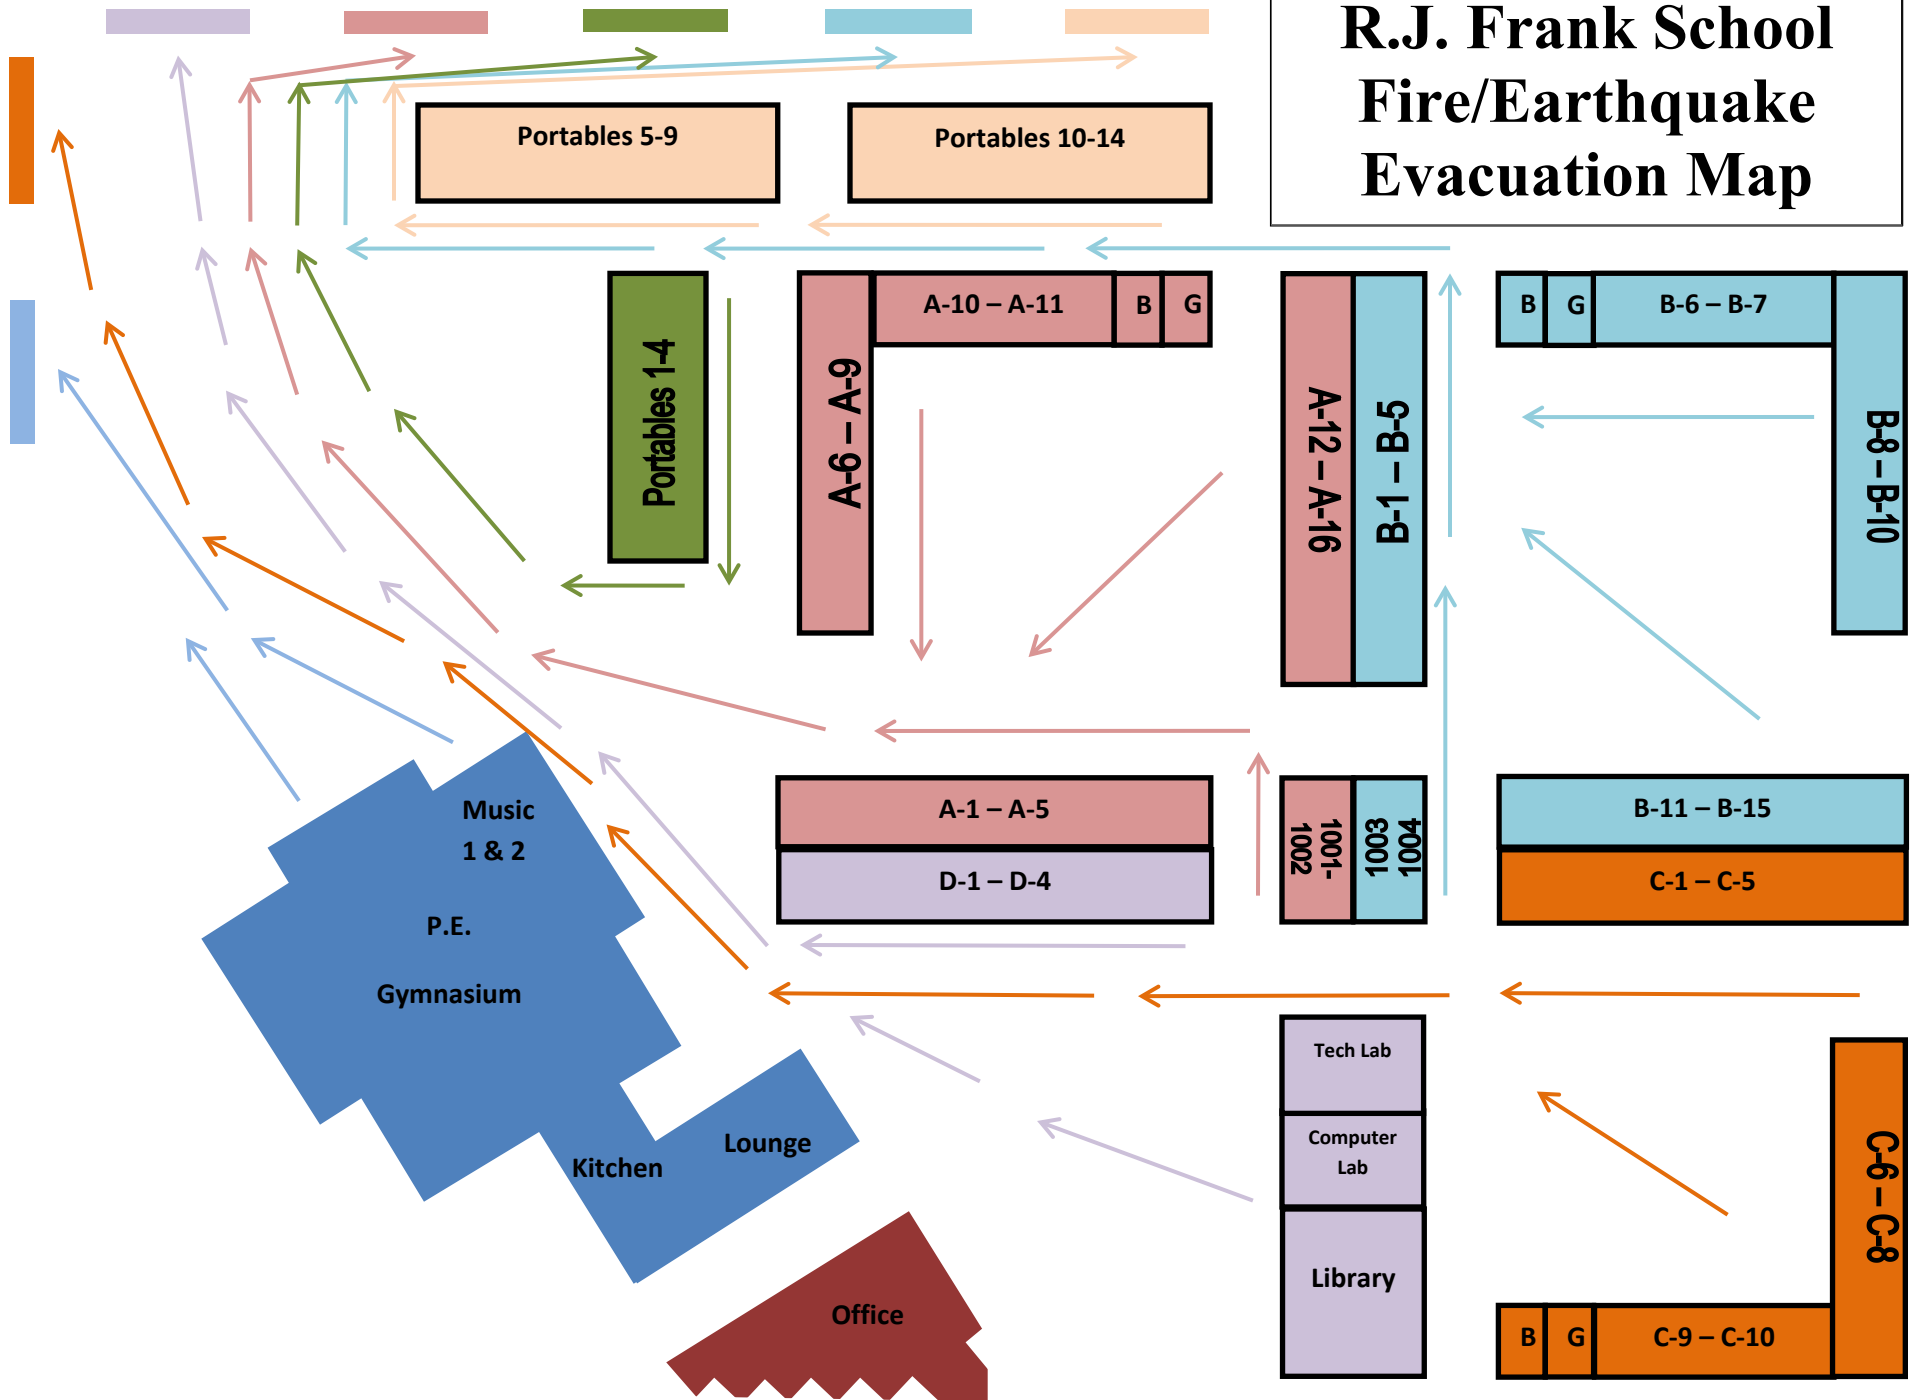 R.J. Frank School
Fire/Earthquake
Evacuation Map
Portables 5-9
Portables 10-14
Portables 1-4
A-6 – A-9
A-10 – A-11
B
G
A-12 – A-16
B-1 – B-5
B
G
B-6 – B-7
B-8 – B-10
Music
1 & 2
P.E.
Gymnasium
A-1 – A-5
D-1 – D-4
1001-
1002
1003
1004
B-11 – B-15
C-1 – C-5
Tech Lab
Computer
Lab
Library
Lounge
Kitchen
Office
C-6 – C-8
B
G
C-9 – C-10